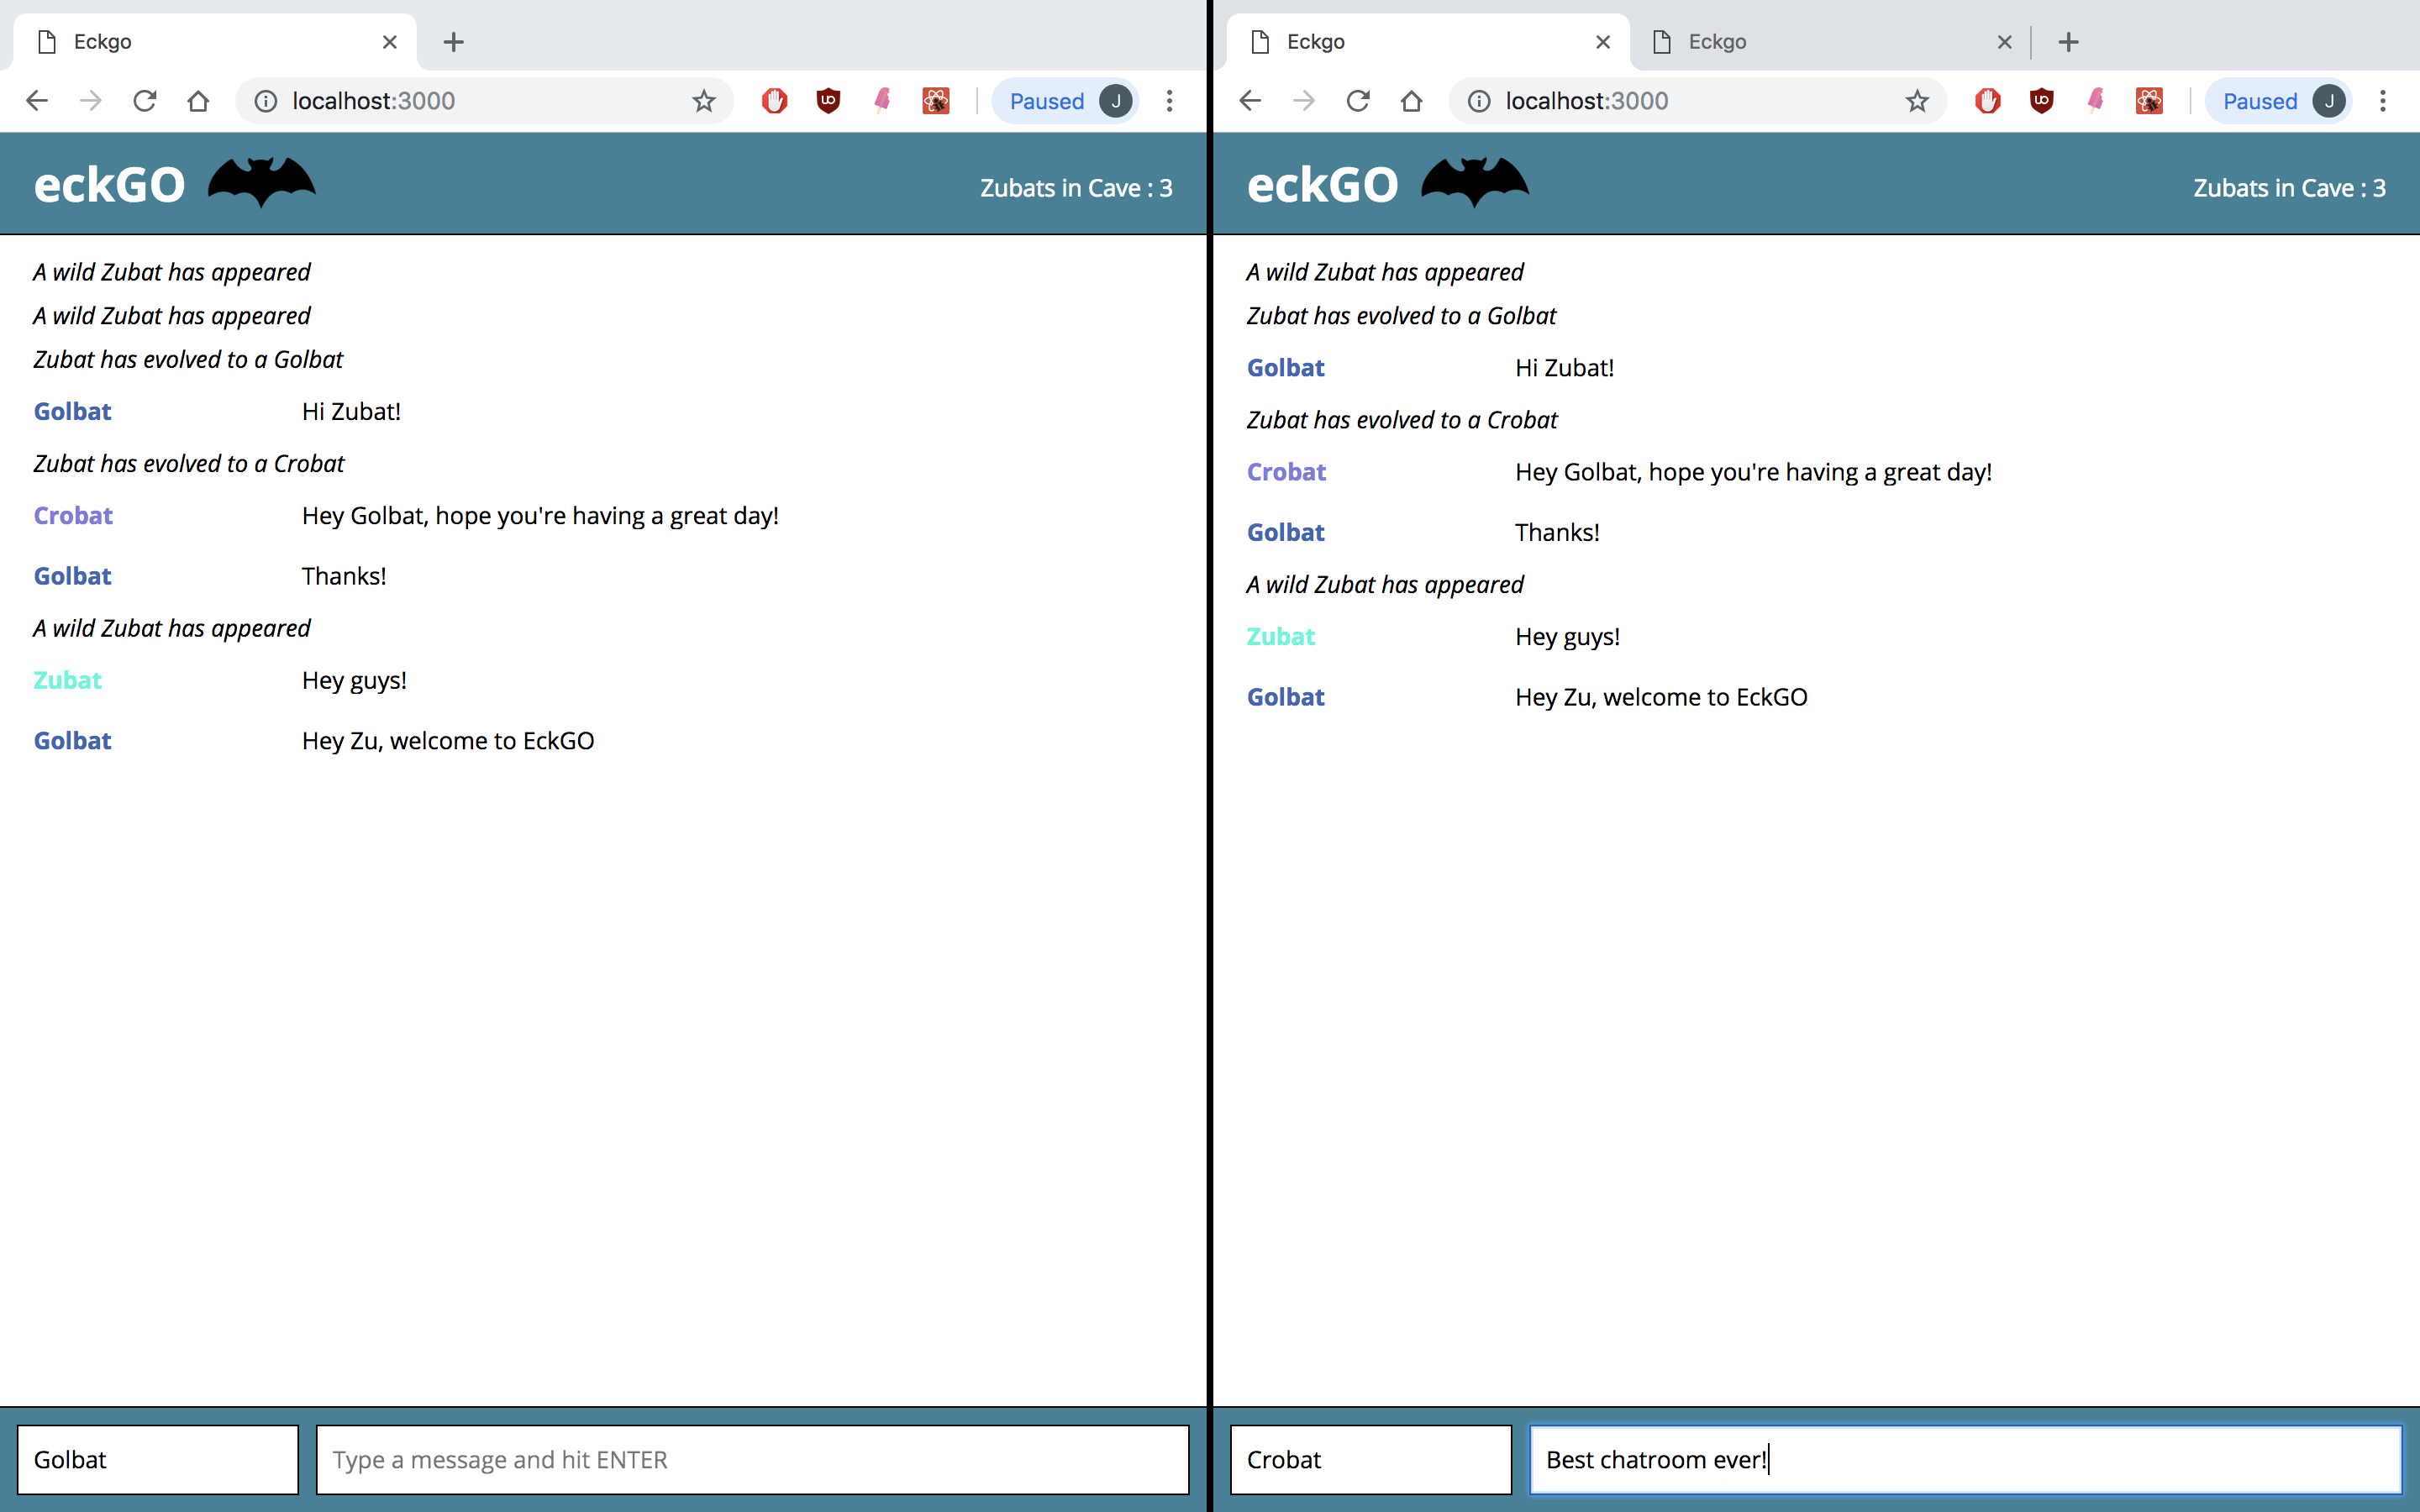 Eckgo
localhost:3000
Paused J
eckGO
Zubats in Cave : 3
A wild Zubat has appeared
A wild Zubat has appeared
Zubat has evolved to a Golbat
Golbat Hi Zubat!
Zubat has evolved to a Crobat
Crobat Hey Golbat, hope you're having a great day!
Golbat Thanks!
A wild Zubat has appeared
Zubat Hey guys!
Golbat Hey Zu, welcome to EckGO
Golbat Type a message and hit ENTER
Eckgo Eckgo
localhost:3000
Paused J
eckGO
Zubats in Cave : 3
A wild Zubat has appeared
Zubat has evolved to a Golbat
Golbat Hi Zubat!
Zubat has evolved to a Crobat
Crobat Hey Golbat, hope you're having a great day!
Golbat Thanks!
A wild Zubat has appeared
Zubat Hey guys!
Golbat Hey Zu, welcome to EckGO
Crobat Best chatroom ever!